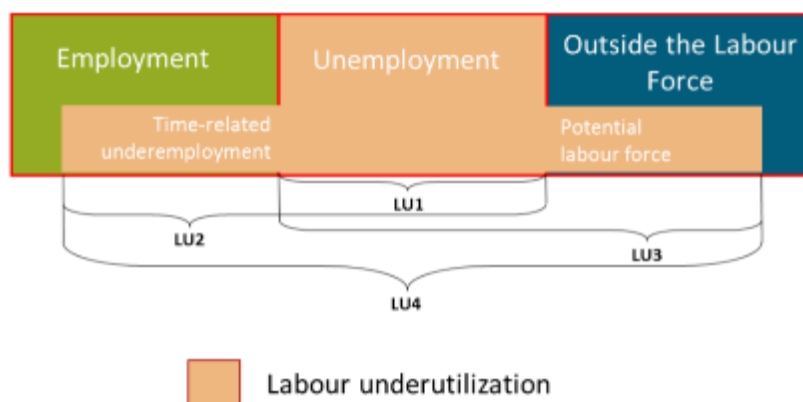 Employment
Unemployment
Outside the Labour
Force
Time-related
underemployment
Potential
labour force
LU1
LU2
LU3
LU4
Labour underutilization